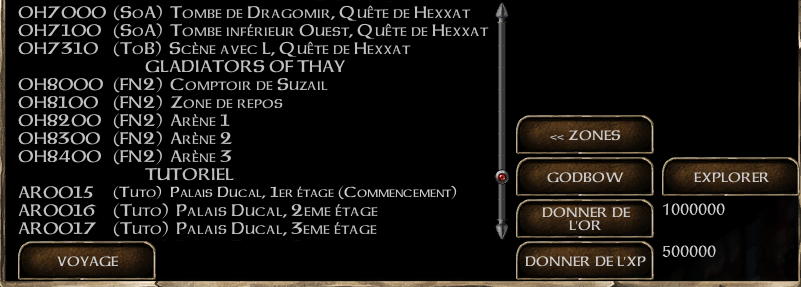 OH7000 (SoA) Tombe de Dragomir, Quête de Hexxat
OH7100 (SoA) Tombe inférieur Ouest, Quête de Hexxat
OH7310 (ToB) Scène avec L, Quête de Hexxat
GLADIATORS OF THAY
OH8000 (FN2) Comptoir de Suzail
OH8100 (FN2) Zone de repos
OH8200 (FN2) Arène 1
OH8300 (FN2) Arène 2
OH8400 (FN2) Arène 3
TUTORIEL
AR0015 (Tuto) Palais Ducal, 1er étage (Commencement)
AR0016 (Tuto) Palais Ducal, 2eme étage
AR0017 (Tuto) Palais Ducal, 3eme étage
VOYAGE
<< ZONES
GODBOW
EXPLORER
DONNER DE
L'OR
1000000
DONNER DE L'XP
500000